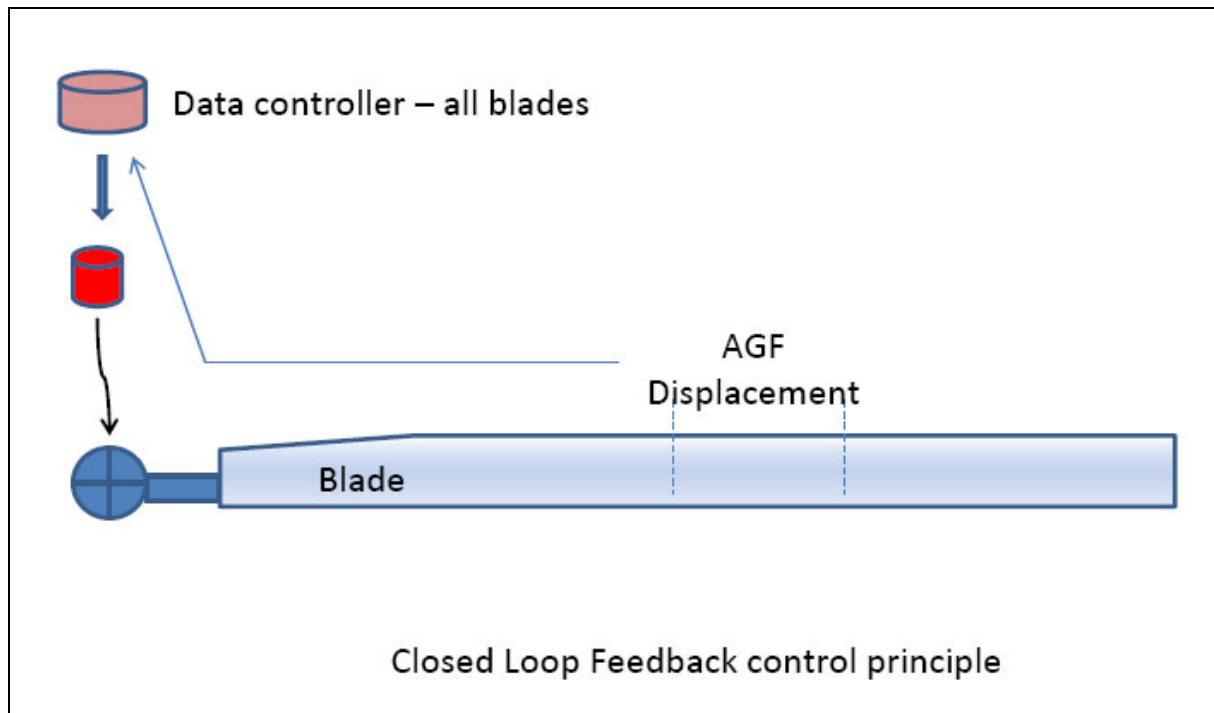 Data controller – all blades
AGF
Displacement
Blade
Closed Loop Feedback control principle